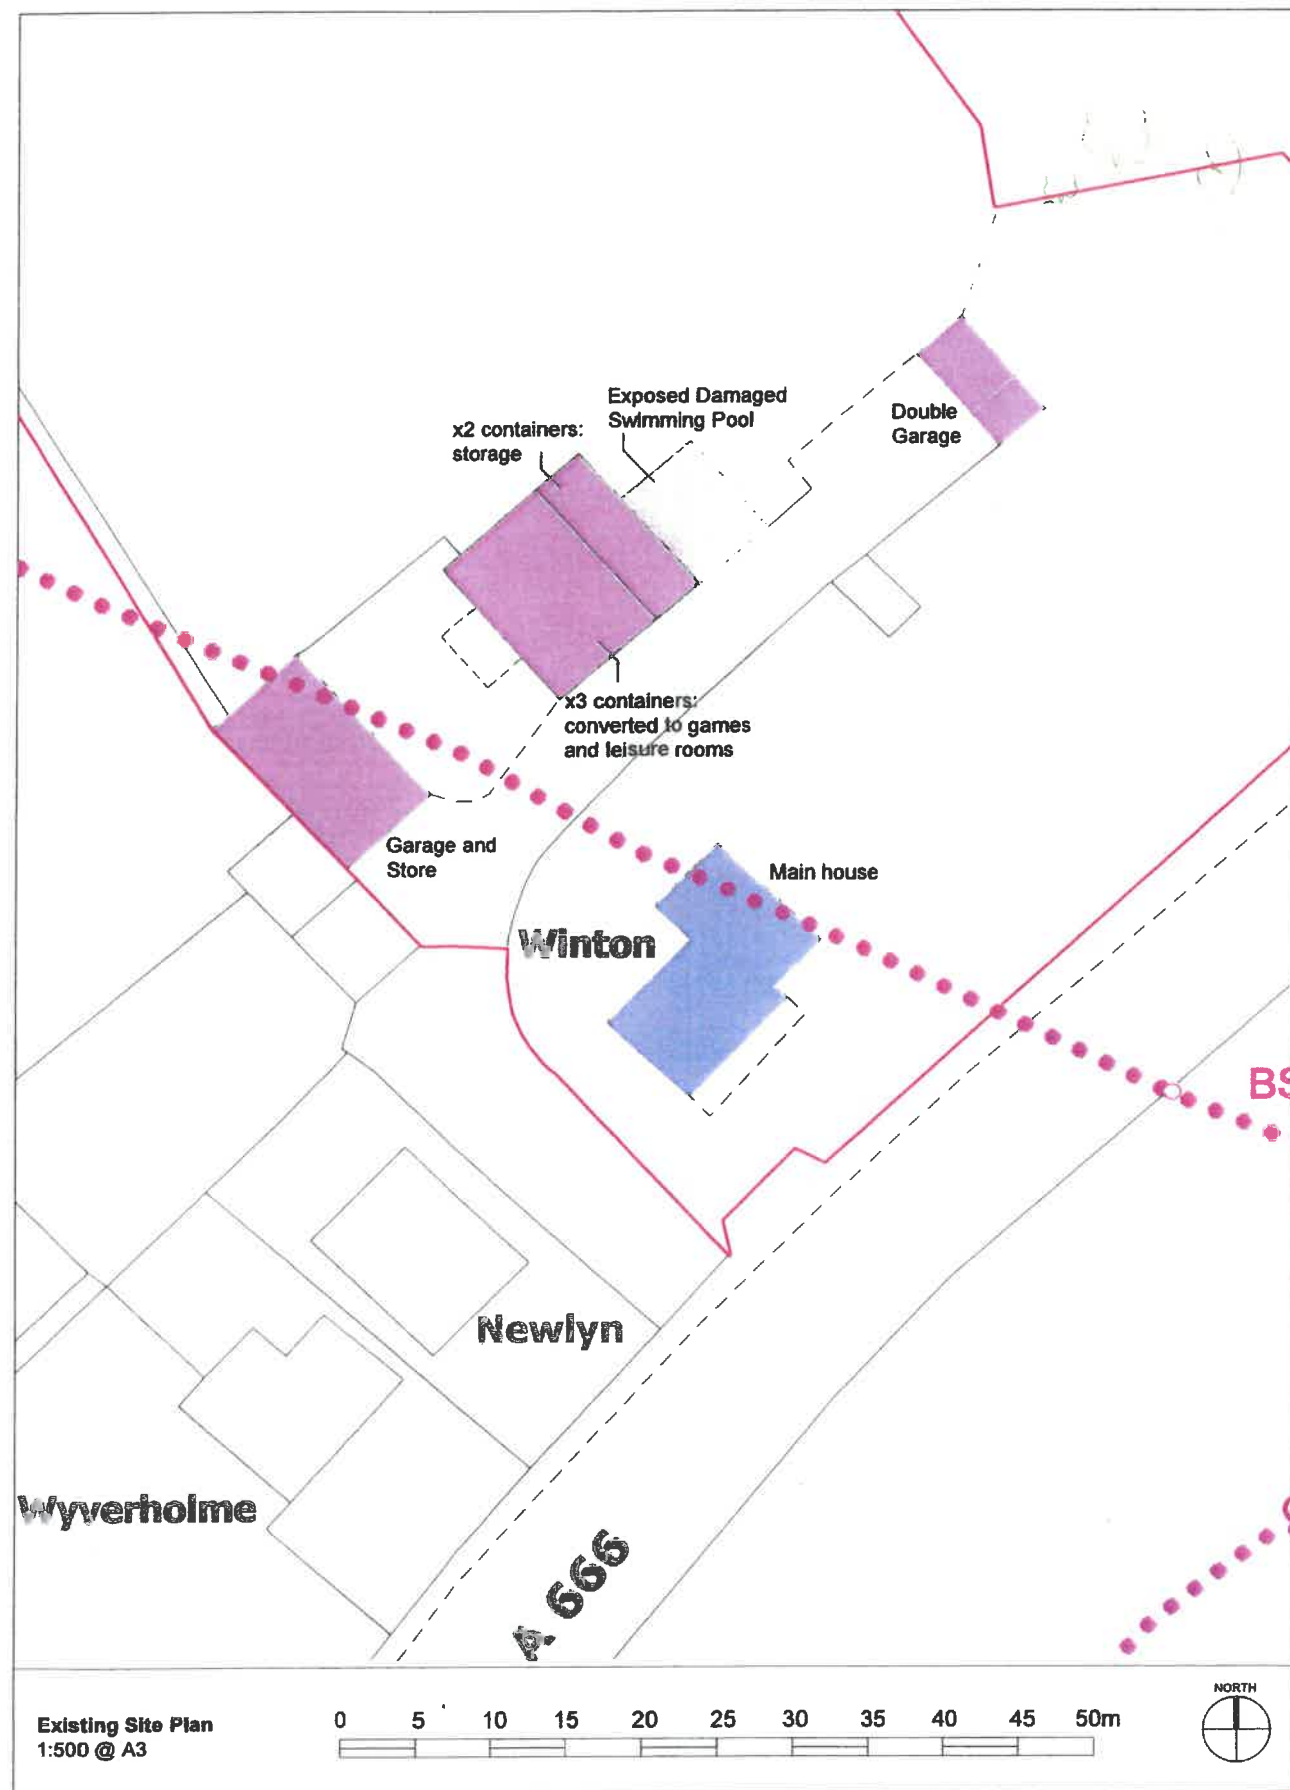 Exposed Damaged
Swimming Pool
x2 containers:
storage
Double
Garage
x3 containers:
converted to games
and leisure rooms
Garage and
Store
Main house
Winton
BS
Newlyn
Wyverholme
A 666
Existing Site Plan
1:500 @ A3
0 5 10 15 20 25 30 35 40 45 50m
NORTH